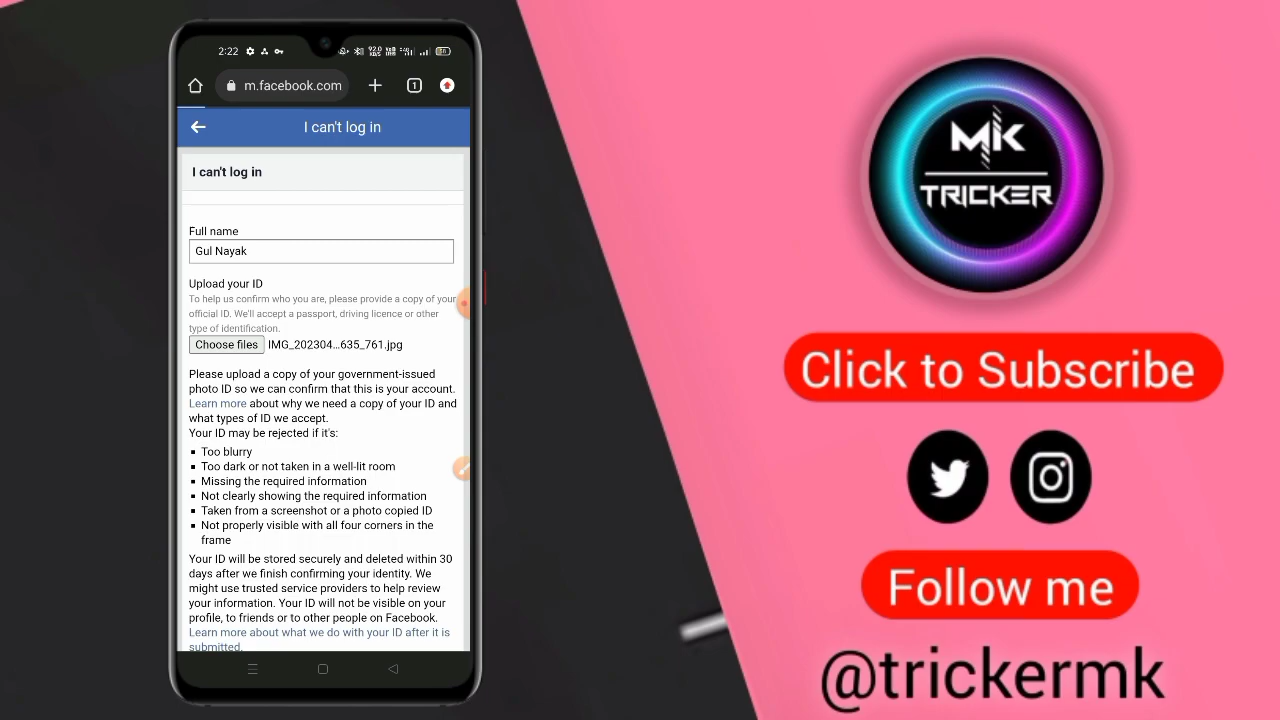 2:22
92.0
KB/S
m.facebook.com
1
I can't log in
I can't log in
Full name
Gul Nayak
Upload your ID
To help us confirm who you are, please provide a copy of your
official ID. We'll accept a passport, driving licence or other
type of identification.
Choose files IMG_202304...635_761.jpg
Please upload a copy of your government-issued
photo ID so we can confirm that this is your account.
Learn more about why we need a copy of your ID and
what types of ID we accept.
Your ID may be rejected if it's:
Too blurry
Too dark or not taken in a well-lit room
Missing the required information
Not clearly showing the required information
Taken from a screenshot or a photo copied ID
Not properly visible with all four corners in the
frame
Your ID will be stored securely and deleted within 30
days after we finish confirming your identity. We
might use trusted service providers to help review
your information. Your ID will not be visible on your
profile, to friends or to other people on Facebook.
Learn more about what we do with your ID after it is
submitted.
MK
TRICKER
Click to Subscribe
Follow me
@trickermk